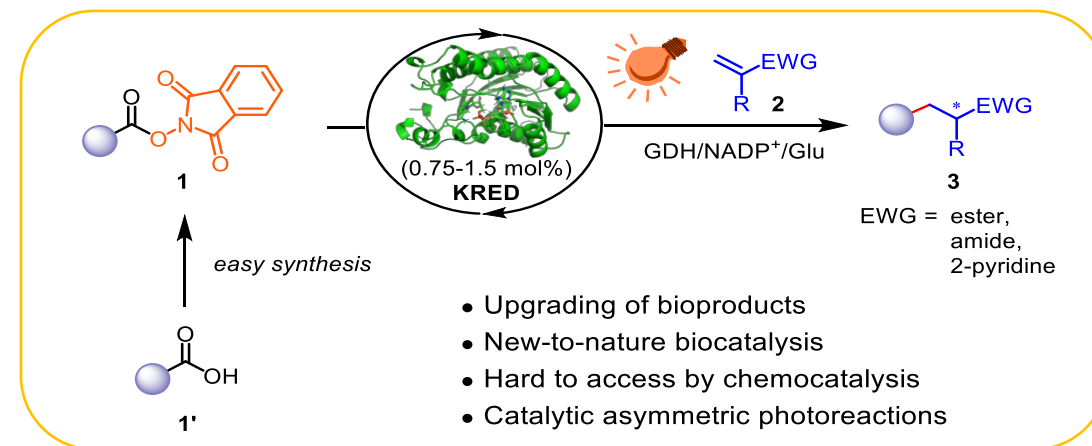 O
O
O
N
O
O
1
easy synthesis
O
OH
1'
(0.75-1.5 mol%)
KRED
EWG
R
2
GDH/NADP⁺/Glu
*
EWG
R
3
EWG = ester,
amide,
2-pyridine
• Upgrading of bioproducts
• New-to-nature biocatalysis
• Hard to access by chemocatalysis
• Catalytic asymmetric photoreactions